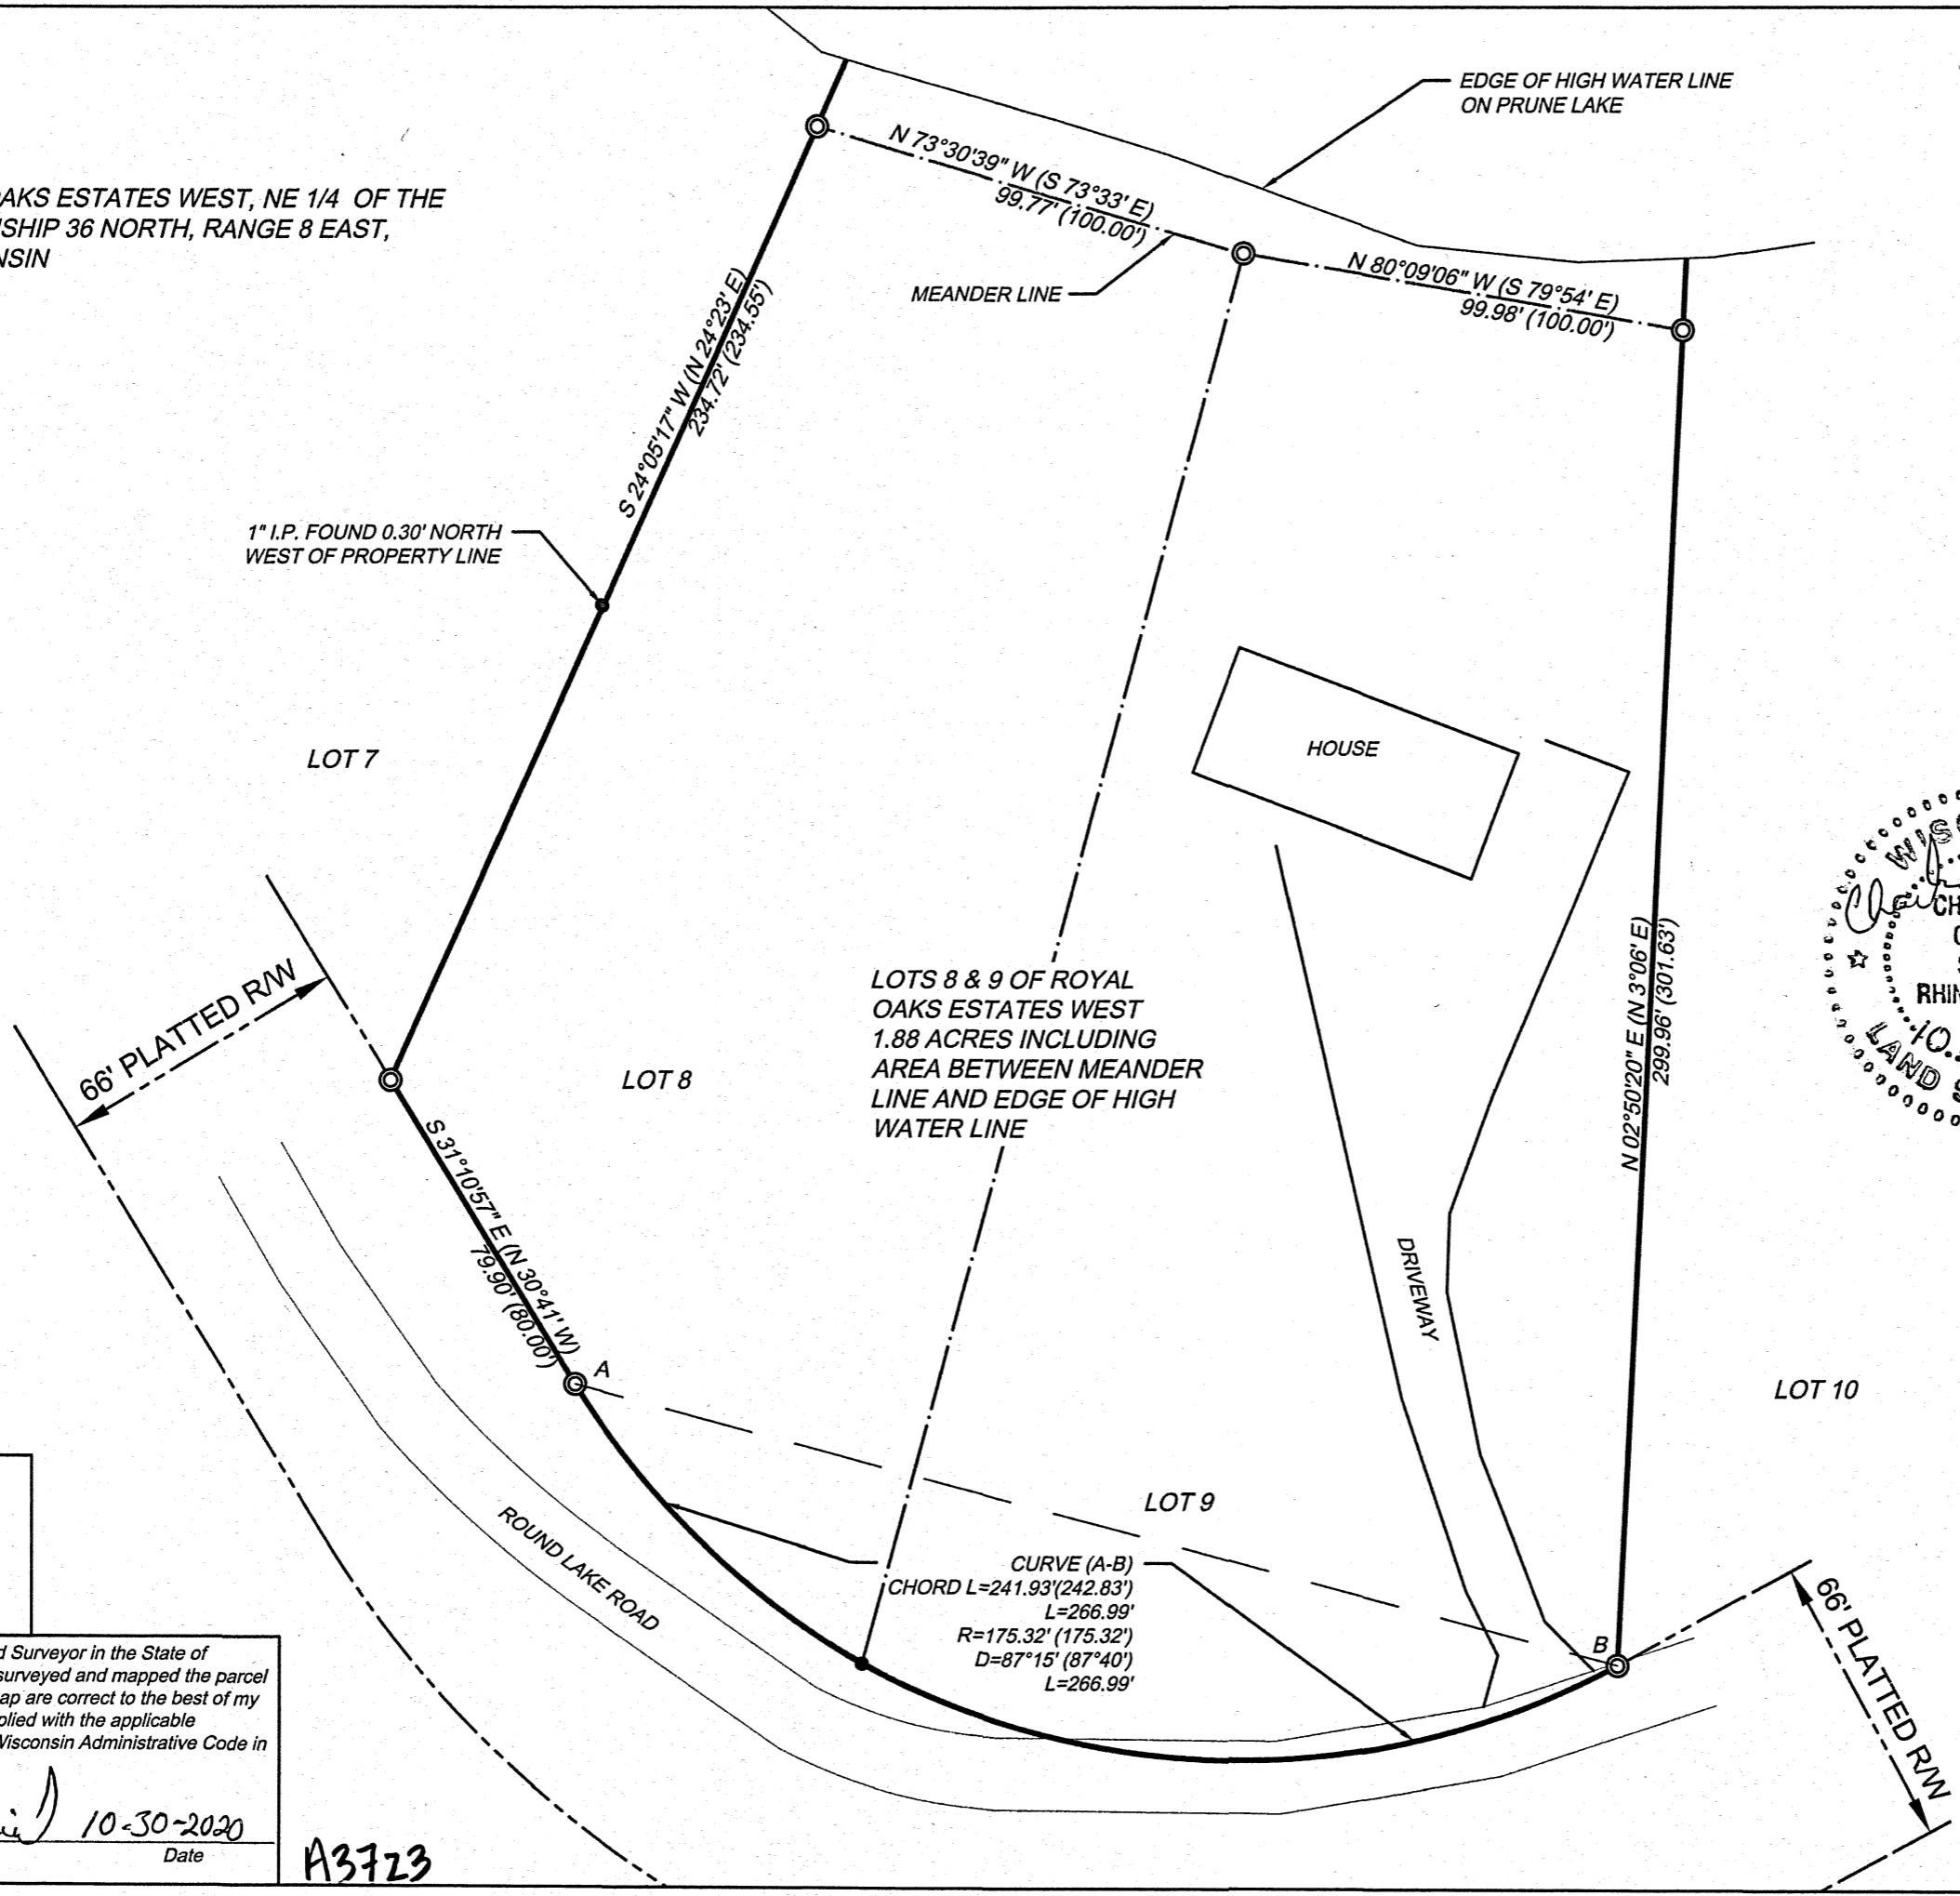 EDGE OF HIGH WATER LINE
ON PRUNE LAKE
N 73°30'39" W (S 73°33' E)
99.77' (100.00')
AKS ESTATES WEST, NE 1/4 OF THE
NSHIP 36 NORTH, RANGE 8 EAST,
NSIN
MEANDER LINE
N 80°09'06" W (S 79°54' E)
99.98' (100.00')
S 24°05'17" W (N 24°23' E)
234.72' (234.55')
1" I.P. FOUND 0.30' NORTH
WEST OF PROPERTY LINE
LOT 7
HOUSE
WIS
CH
RHIN
LAND S
10
N 02°50'20" E (N 3°06' E)
299.96' (301.63')
66' PLATTED R/W
LOTS 8 & 9 OF ROYAL
OAKS ESTATES WEST
1.88 ACRES INCLUDING
AREA BETWEEN MEANDER
LINE AND EDGE OF HIGH
WATER LINE
LOT 8
S 31°10'57" E (N 30°41' W)
79.90' (80.00')
A
DRIVEWAY
LOT 10
LOT 9
ROUND LAKE ROAD
CURVE (A-B)
CHORD L=241.93'(242.83')
L=266.99'
R=175.32' (175.32')
D=87°15' (87°40')
L=266.99'
B
66' PLATTED R/W
d Surveyor in the State of
surveyed and mapped the parcel
ap are correct to the best of my
plied with the applicable
Wisconsin Administrative Code in
10-30-2020
Date
A3723